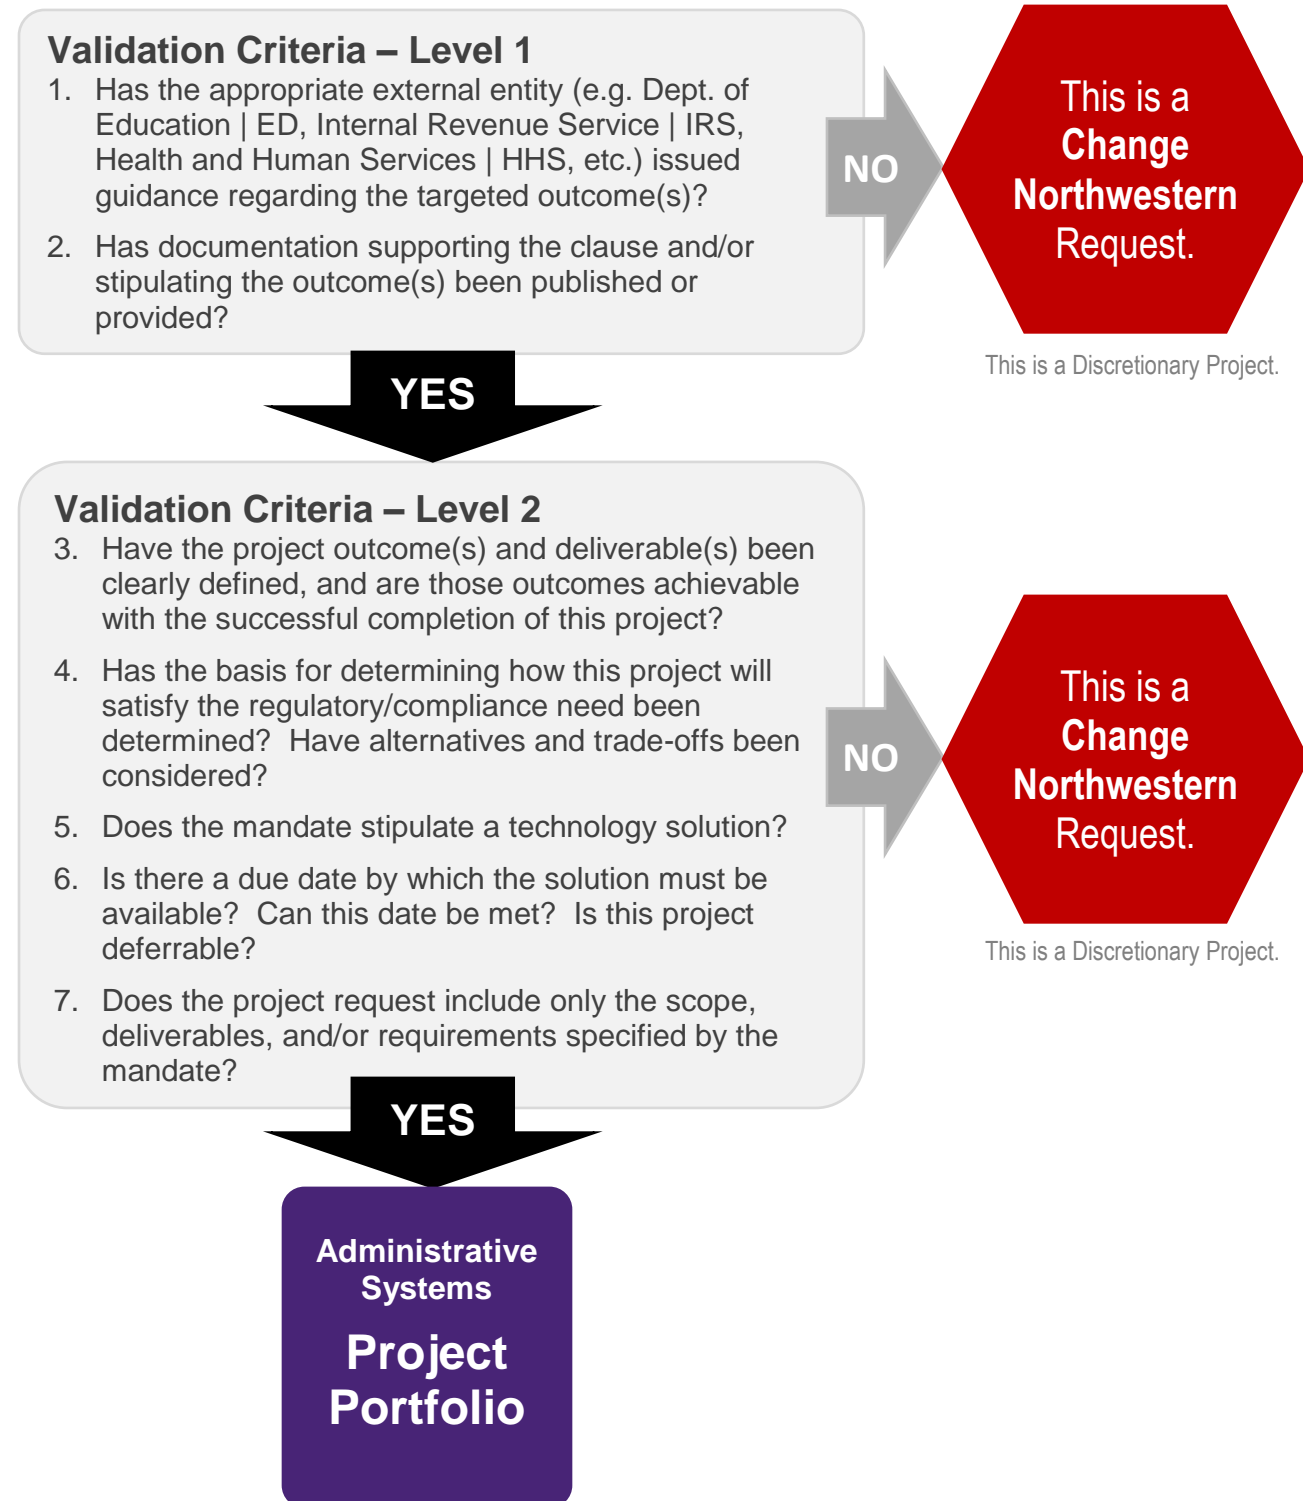 Validation Criteria – Level 1
1. Has the appropriate external entity (e.g. Dept. of
Education | ED, Internal Revenue Service | IRS,
Health and Human Services | HHS, etc.) issued
guidance regarding the targeted outcome(s)?
2. Has documentation supporting the clause and/or
stipulating the outcome(s) been published or
provided?
NO
This is a
Change
Northwestern
Request.
This is a Discretionary Project.
YES
Validation Criteria – Level 2
3. Have the project outcome(s) and deliverable(s) been
clearly defined, and are those outcomes achievable
with the successful completion of this project?
4. Has the basis for determining how this project will
satisfy the regulatory/compliance need been
determined?  Have alternatives and trade-offs been
considered?
5. Does the mandate stipulate a technology solution?
6. Is there a due date by which the solution must be
available?  Can this date be met?  Is this project
deferrable?
7. Does the project request include only the scope,
deliverables, and/or requirements specified by the
mandate?
NO
This is a
Change
Northwestern
Request.
This is a Discretionary Project.
YES
Administrative
Systems
Project
Portfolio